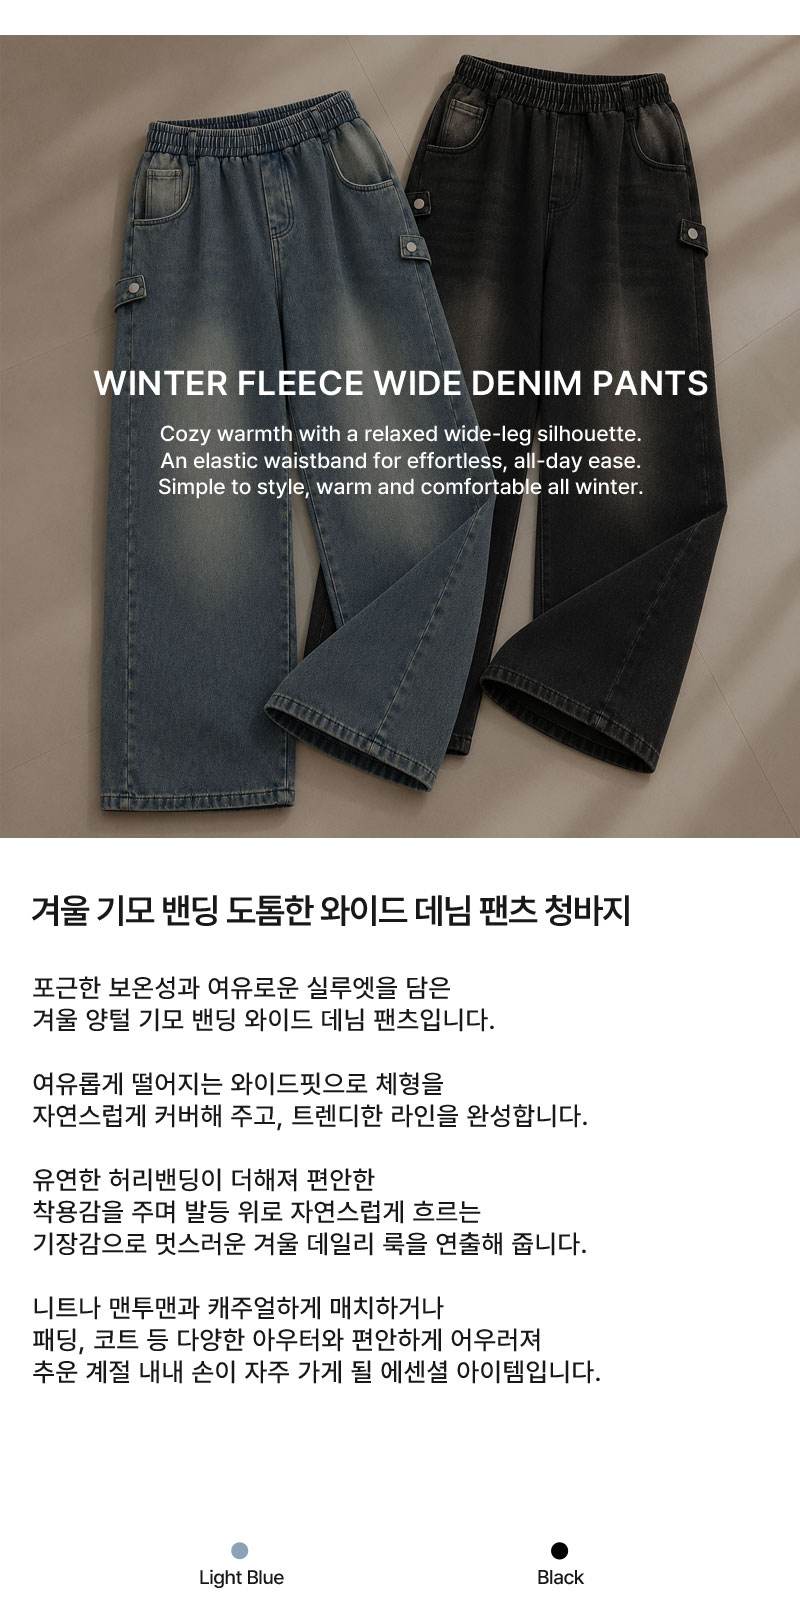 WINTER FLEECE WIDE DENIM PANTS
Cozy warmth with a relaxed wide-leg silhouette.
An elastic waistband for effortless, all-day ease.
Simple to style, warm and comfortable all winter.
겨울 기모 밴딩 도톰한 와이드 데님 팬츠 청바지
포근한 보온성과 여유로운 실루엣을 담은
겨울 양털 기모 밴딩 와이드 데님 팬츠입니다.
여유롭게 떨어지는 와이드핏으로 체형을
자연스럽게 커버해 주고, 트렌디한 라인을 완성합니다.
유연한 허리밴딩이 더해져 편안한
착용감을 주며 발등 위로 자연스럽게 흐르는
기장감으로 멋스러운 겨울 데일리 룩을 연출해 줍니다.
니트나 맨투맨과 캐주얼하게 매치하거나
패딩, 코트 등 다양한 아우터와 편안하게 어우러져
추운 계절 내내 손이 자주 가게 될 에센셜 아이템입니다.
Light Blue
Black